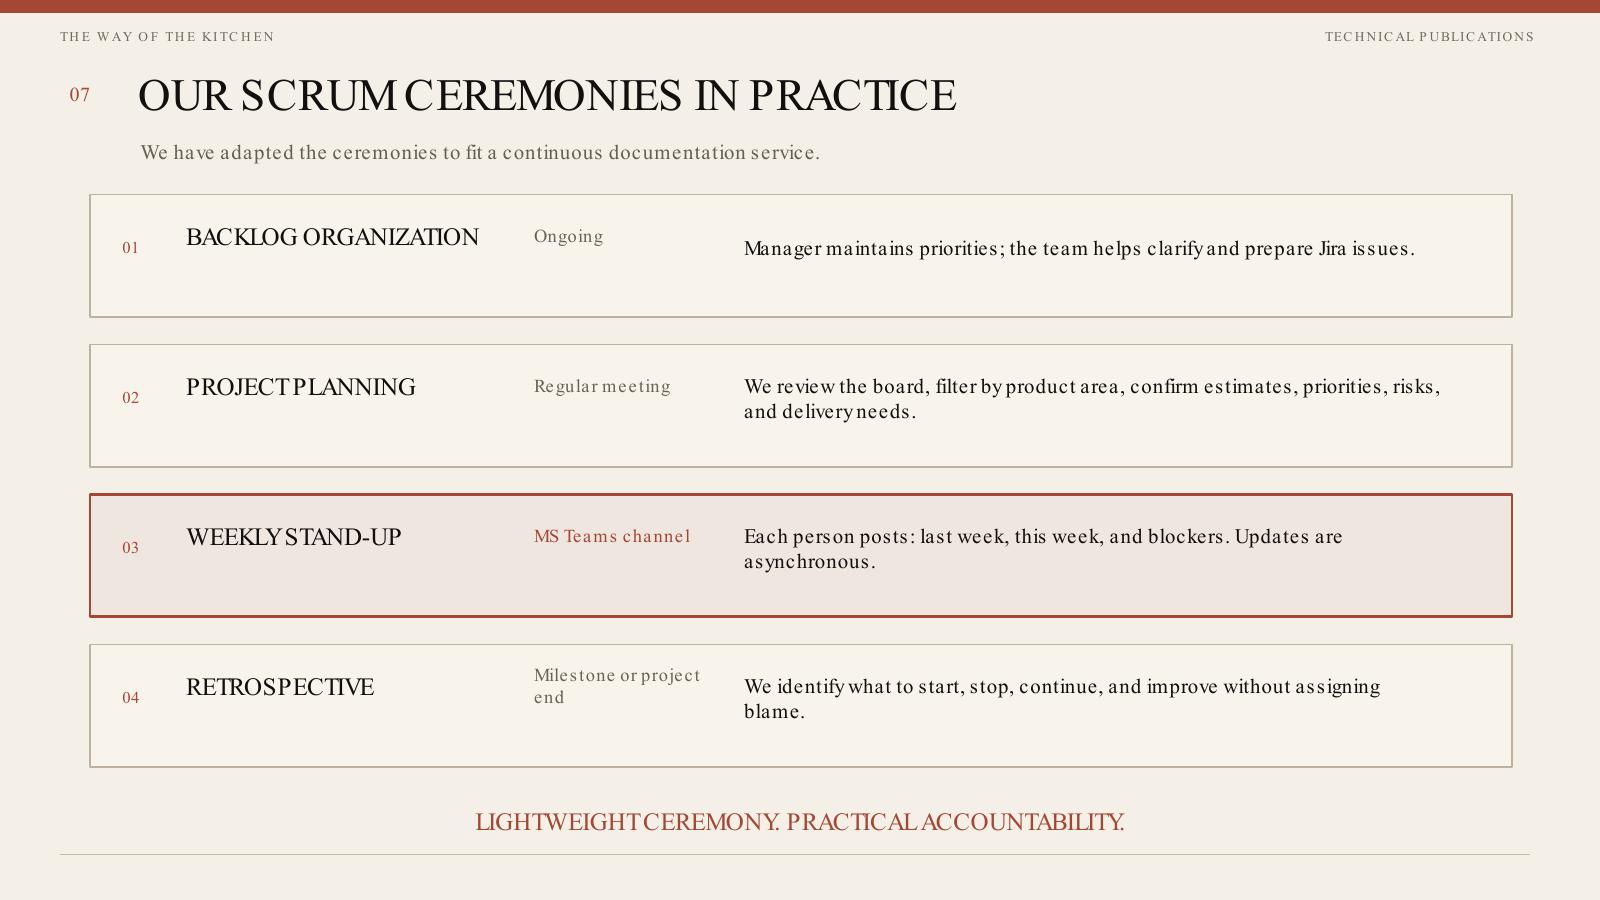 THE WAY OF THE KITCHEN
TECHNICAL PUBLICATIONS
07
OUR SCRUM CEREMONIES IN PRACTICE
We have adapted the ceremonies to fit a continuous documentation service.
01
BACKLOG ORGANIZATION
Ongoing
Manager maintains priorities; the team helps clarify and prepare Jira issues.
02
PROJECT PLANNING
Regular meeting
We review the board, filter by product area, confirm estimates, priorities, risks,
and delivery needs.
03
WEEKLY STAND-UP
MS Teams channel
Each person posts: last week, this week, and blockers. Updates are
asynchronous.
04
RETROSPECTIVE
Milestone or project
end
We identify what to start, stop, continue, and improve without assigning
blame.
LIGHTWEIGHT CEREMONY. PRACTICAL ACCOUNTABILITY.